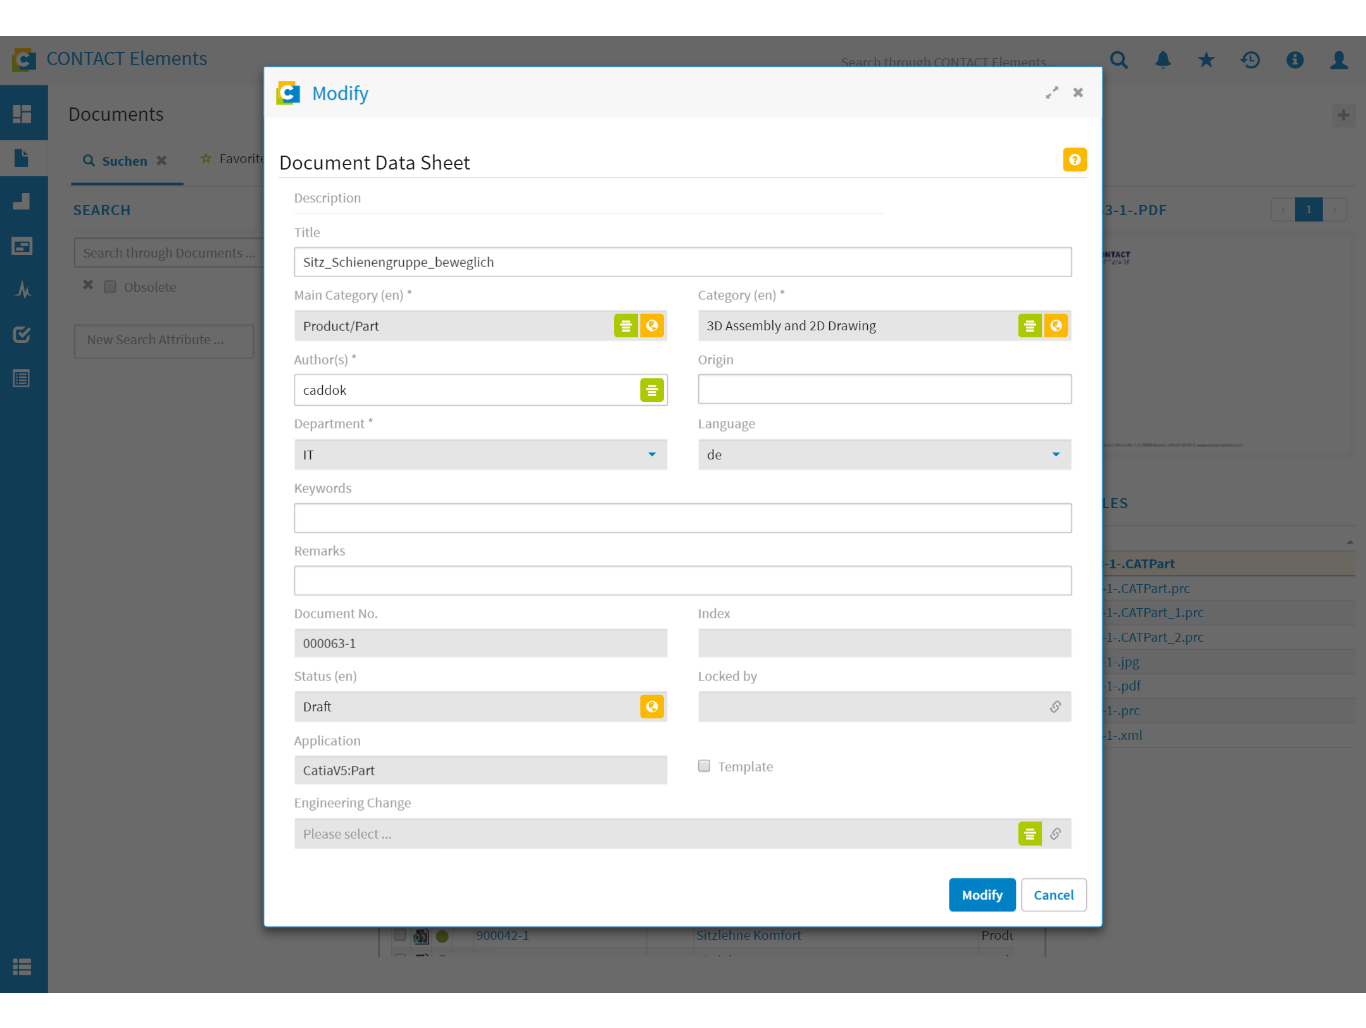 CONTACT Elements
Search through CONTACT Elements...
Modify
Documents
Suchen
Favorite
Document Data Sheet
Description
SEARCH
3-1-.PDF
1
Title
Search through Documents ...
Sitz_Schienengruppe_beweglich
Obsolete
Main Category (en) *
Category (en) *
New Search Attribute ...
Product/Part
3D Assembly and 2D Drawing
Author(s) *
Origin
caddok
Department *
Language
IT
de
Keywords
LES
Remarks
-1-.CATPart
-1-.CATPart.prc
Document No.
Index
-1-.CATPart_1.prc
000063-1
-1-.CATPart_2.prc
-1-.jpg
Status (en)
Locked by
-1-.pdf
Draft
-1-.prc
-1-.xml
Application
CatiaV5:Part
Template
Engineering Change
Please select ...
Modify
Cancel
900042-1
Sitzlehne Komfort
Produ